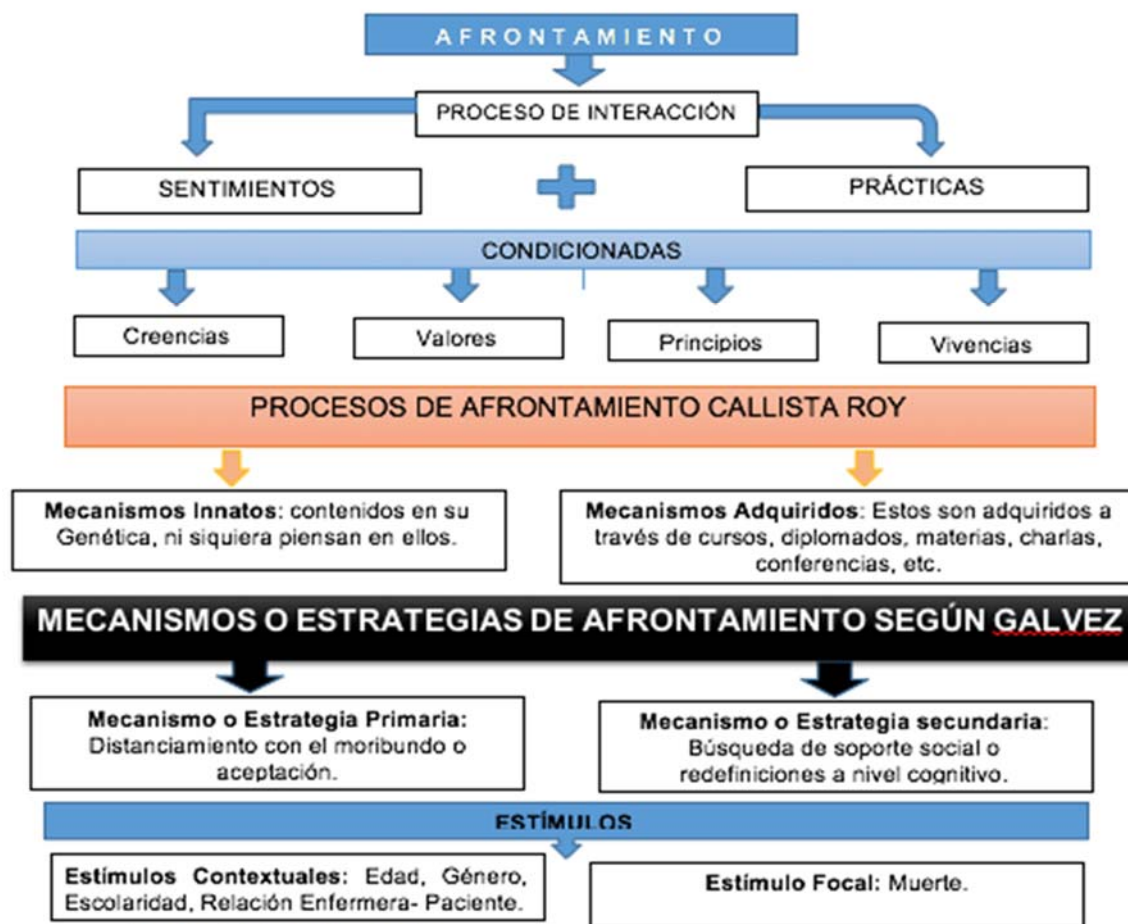 AFRONTAMIENTO
PROCESO DE INTERACCIÓN
SENTIMIENTOS
PRÁCTICAS
CONDICIONADAS
Creencias
Valores
Principios
Vivencias
PROCESOS DE AFRONTAMIENTO CALLISTA ROY
Mecanismos Innatos: contenidos en su
Genética, ni siquiera piensan en ellos.
Mecanismos Adquiridos: Estos son adquiridos a
través de cursos, diplomados, materias, charlas,
conferencias, etc.
MECANISMOS O ESTRATEGIAS DE AFRONTAMIENTO SEGÚN GALVEZ
Mecanismo o Estrategia Primaria:
Distanciamiento con el moribundo o
aceptación.
Mecanismo o Estrategia secundaria:
Búsqueda de soporte social o
redefiniciones a nivel cognitivo.
ESTÍMULOS
Estímulos Contextuales: Edad, Género,
Escolaridad, Relación Enfermera- Paciente.
Estímulo Focal: Muerte.